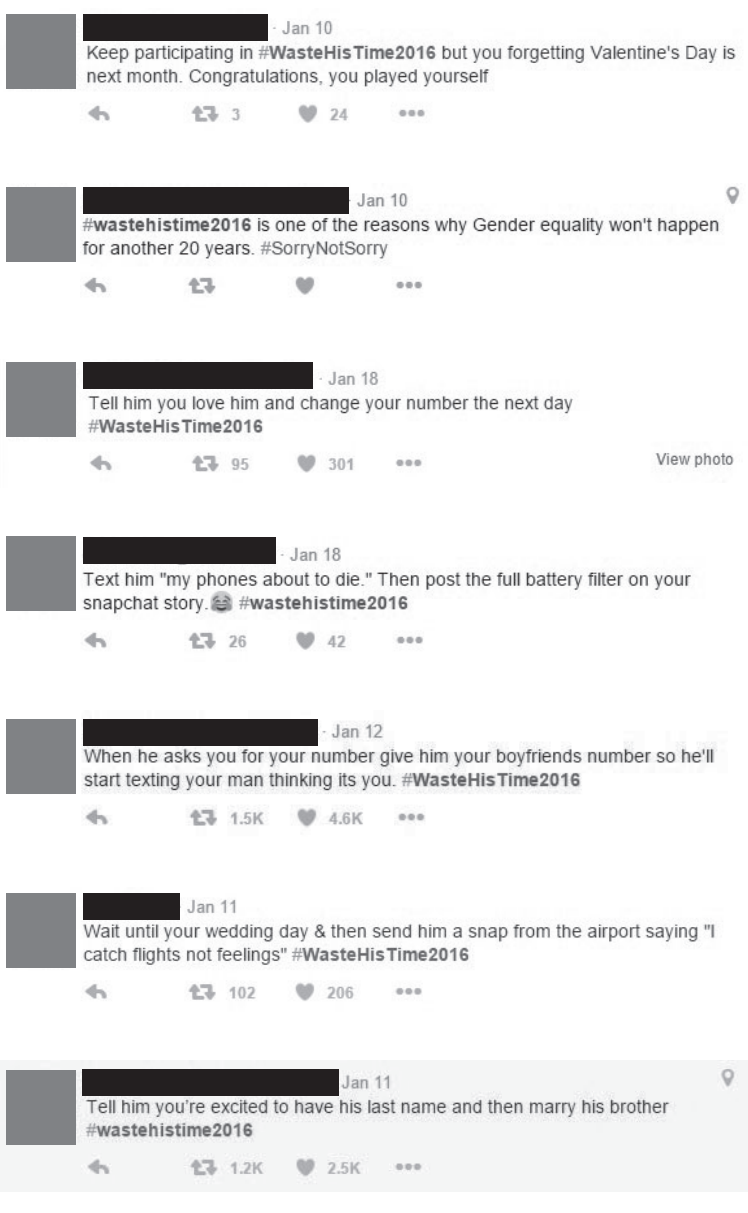 · Jan 10
Keep participating in #WasteHisTime2016 but you forgetting Valentine's Day is
next month. Congratulations, you played yourself
3 24
Jan 10
#wastehistime2016 is one of the reasons why Gender equality won't happen
for another 20 years. #SorryNotSorry
· Jan 18
Tell him you love him and change your number the next day
#WasteHisTime2016
95 301 View photo
· Jan 18
Text him "my phones about to die." Then post the full battery filter on your
snapchat story. #wastehistime2016
26 42
· Jan 12
When he asks you for your number give him your boyfriends number so he'll
start texting your man thinking its you. #WasteHisTime2016
1.5K 4.6K
Jan 11
Wait until your wedding day & then send him a snap from the airport saying "I
catch flights not feelings" #WasteHisTime2016
102 206
Jan 11
Tell him you're excited to have his last name and then marry his brother
#wastehistime2016
1.2K 2.5K